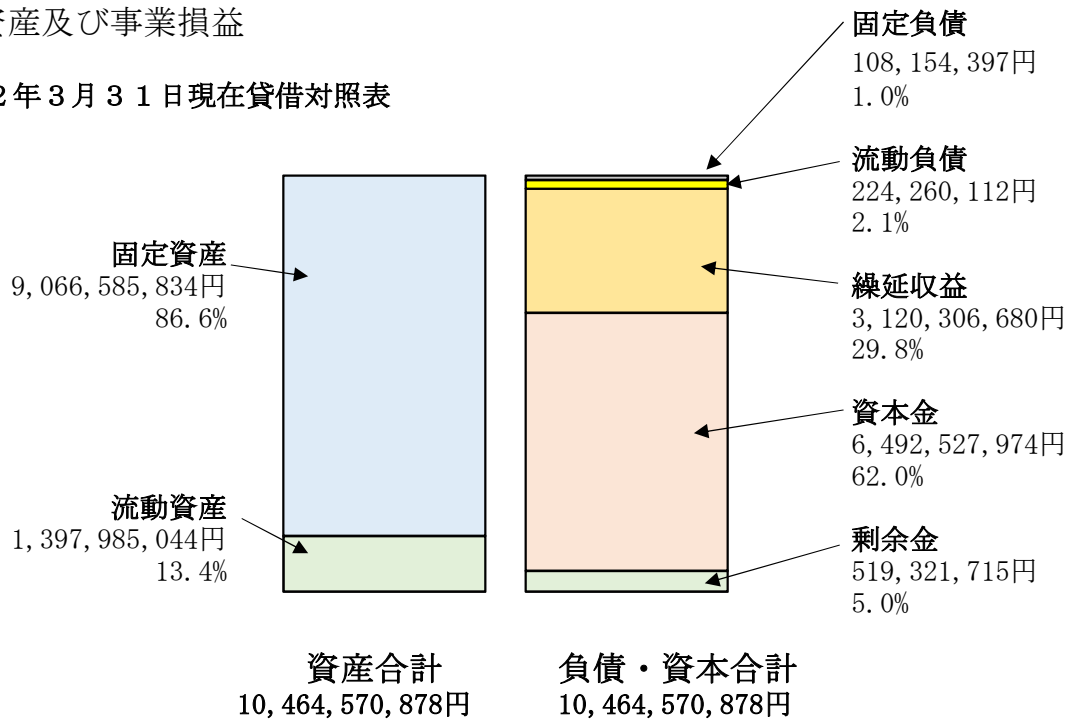 資産及び事業損益
2年3月31日現在貸借対照表
固定負債
108,154,397円
1.0%
流動負債
224,260,112円
2.1%
固定資産
9,066,585,834円
86.6%
繰延収益
3,120,306,680円
29.8%
資本金
6,492,527,974円
62.0%
流動資産
1,397,985,044円
13.4%
剰余金
519,321,715円
5.0%
資産合計
10,464,570,878円
負債・資本合計
10,464,570,878円